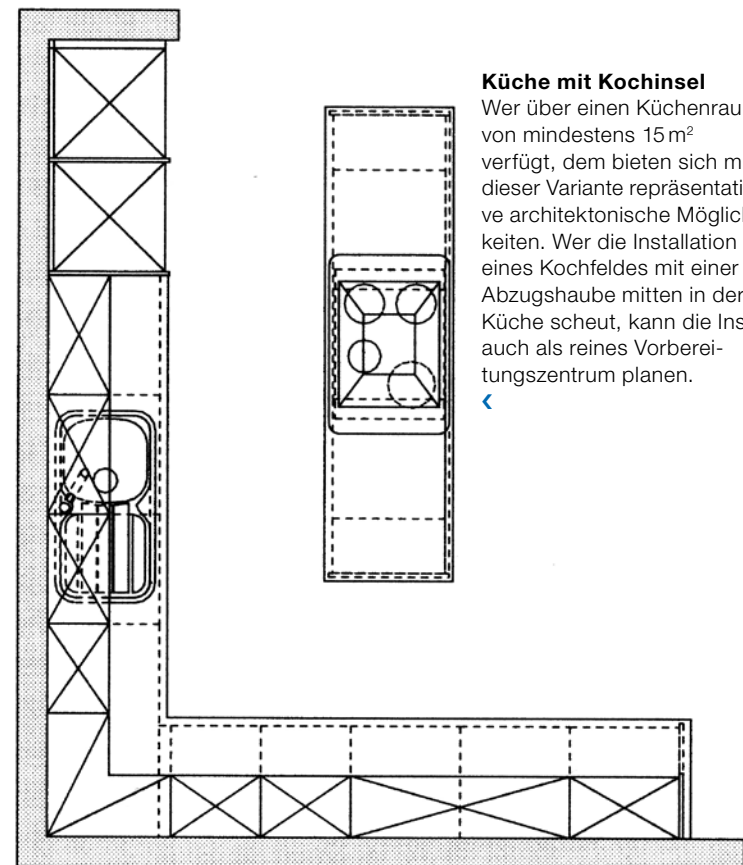 Küche mit Kochinsel
Wer über einen Küchenrau
von mindestens 15 m²
verfügt, dem bieten sich m
dieser Variante repräsentati
ve architektonische Möglich
keiten. Wer die Installation
eines Kochfeldes mit einer
Abzugshaube mitten in der
Küche scheut, kann die Ins
auch als reines Vorberei-
tungszentrum planen.